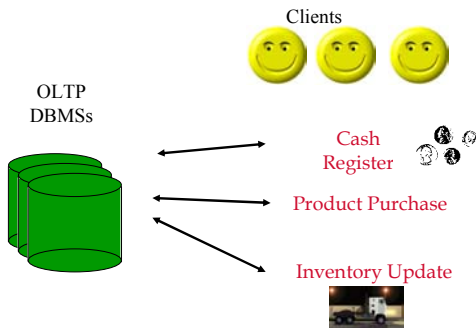 Clients
OLTP
DBMSs
Cash
Register
Product Purchase
Inventory Update